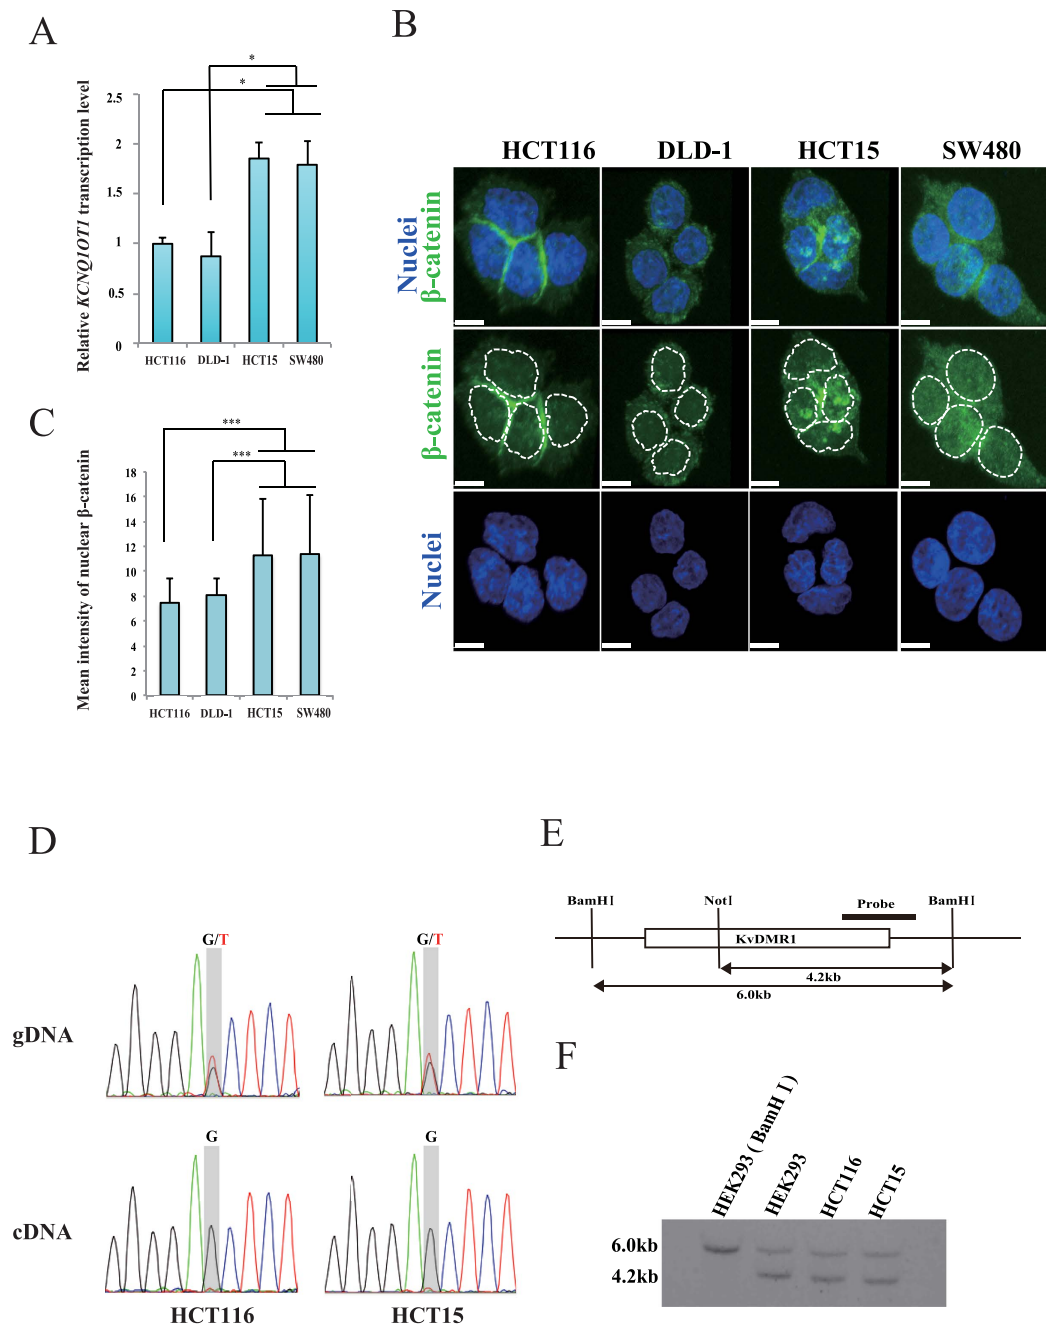 A
Relative KCNQ1OT1 transcription level
* 
*
2.5
2
1.5
1
0.5
0
HCT116 DLD-1 HCT15 SW480
B
HCT116 DLD-1 HCT15 SW480
Nuclei
β-catenin
β-catenin
Nuclei
C
Mean intensity of nuclear β-catenin
***
***
18
16
14
12
10
8
6
4
2
0
HCT116 DLD-1 HCT15 SW480
D
G/T G/T
gDNA
G G
cDNA
HCT116 HCT15
E
BamHI NotI Probe BamHI
KvDMR1
4.2kb
6.0kb
F
HEK293 ( BamH I )
HEK293
HCT116
HCT15
6.0kb
4.2kb